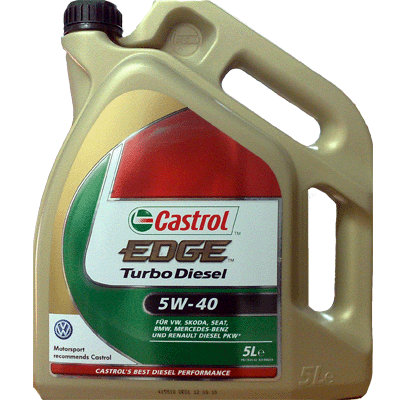 Castrol
EDGE
Turbo Diesel
5W-40
FÜR VW, SKODA, SEAT,
BMW, MERCEDES-BENZ
UND RENAULT DIESEL PKW*
5L℮
Motorsport
recommends Castrol
CASTROL'S BEST DIESEL PERFORMANCE
5L℮